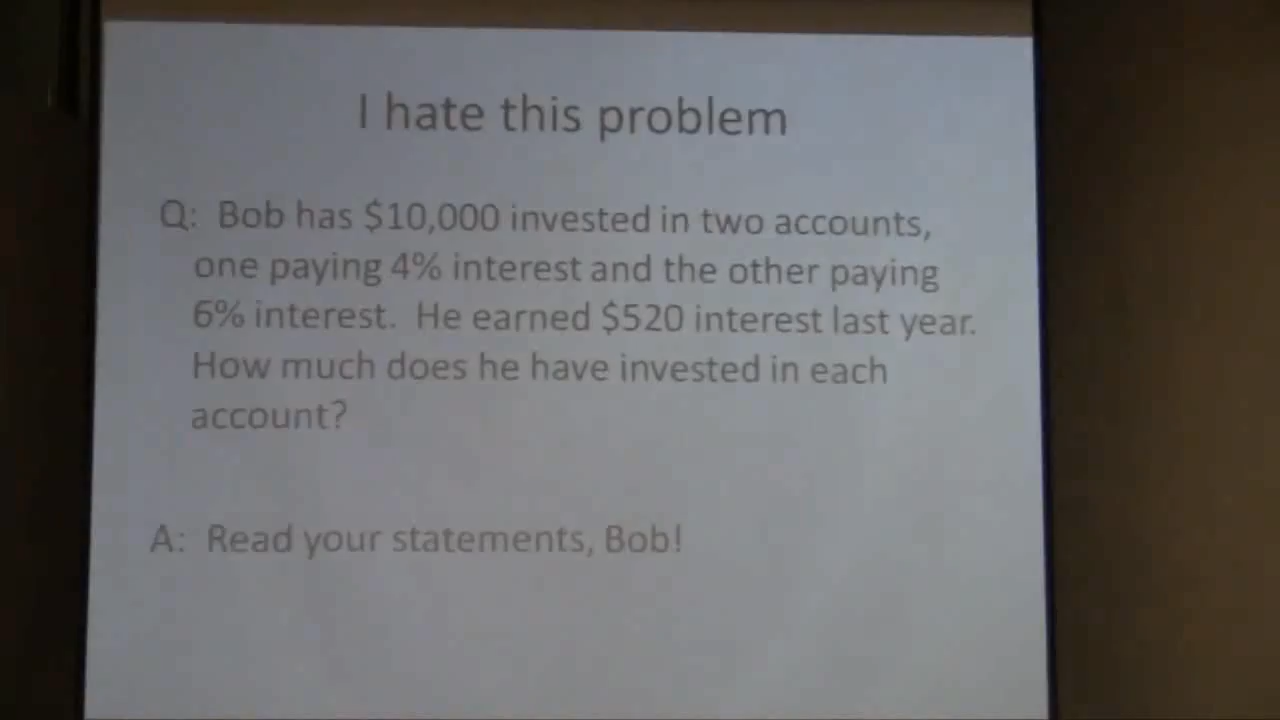 I hate this problem
Q: Bob has $10,000 invested in two accounts,
one paying 4% interest and the other paying
6% interest. He earned $520 interest last year.
How much does he have invested in each
account?
A: Read your statements, Bob!